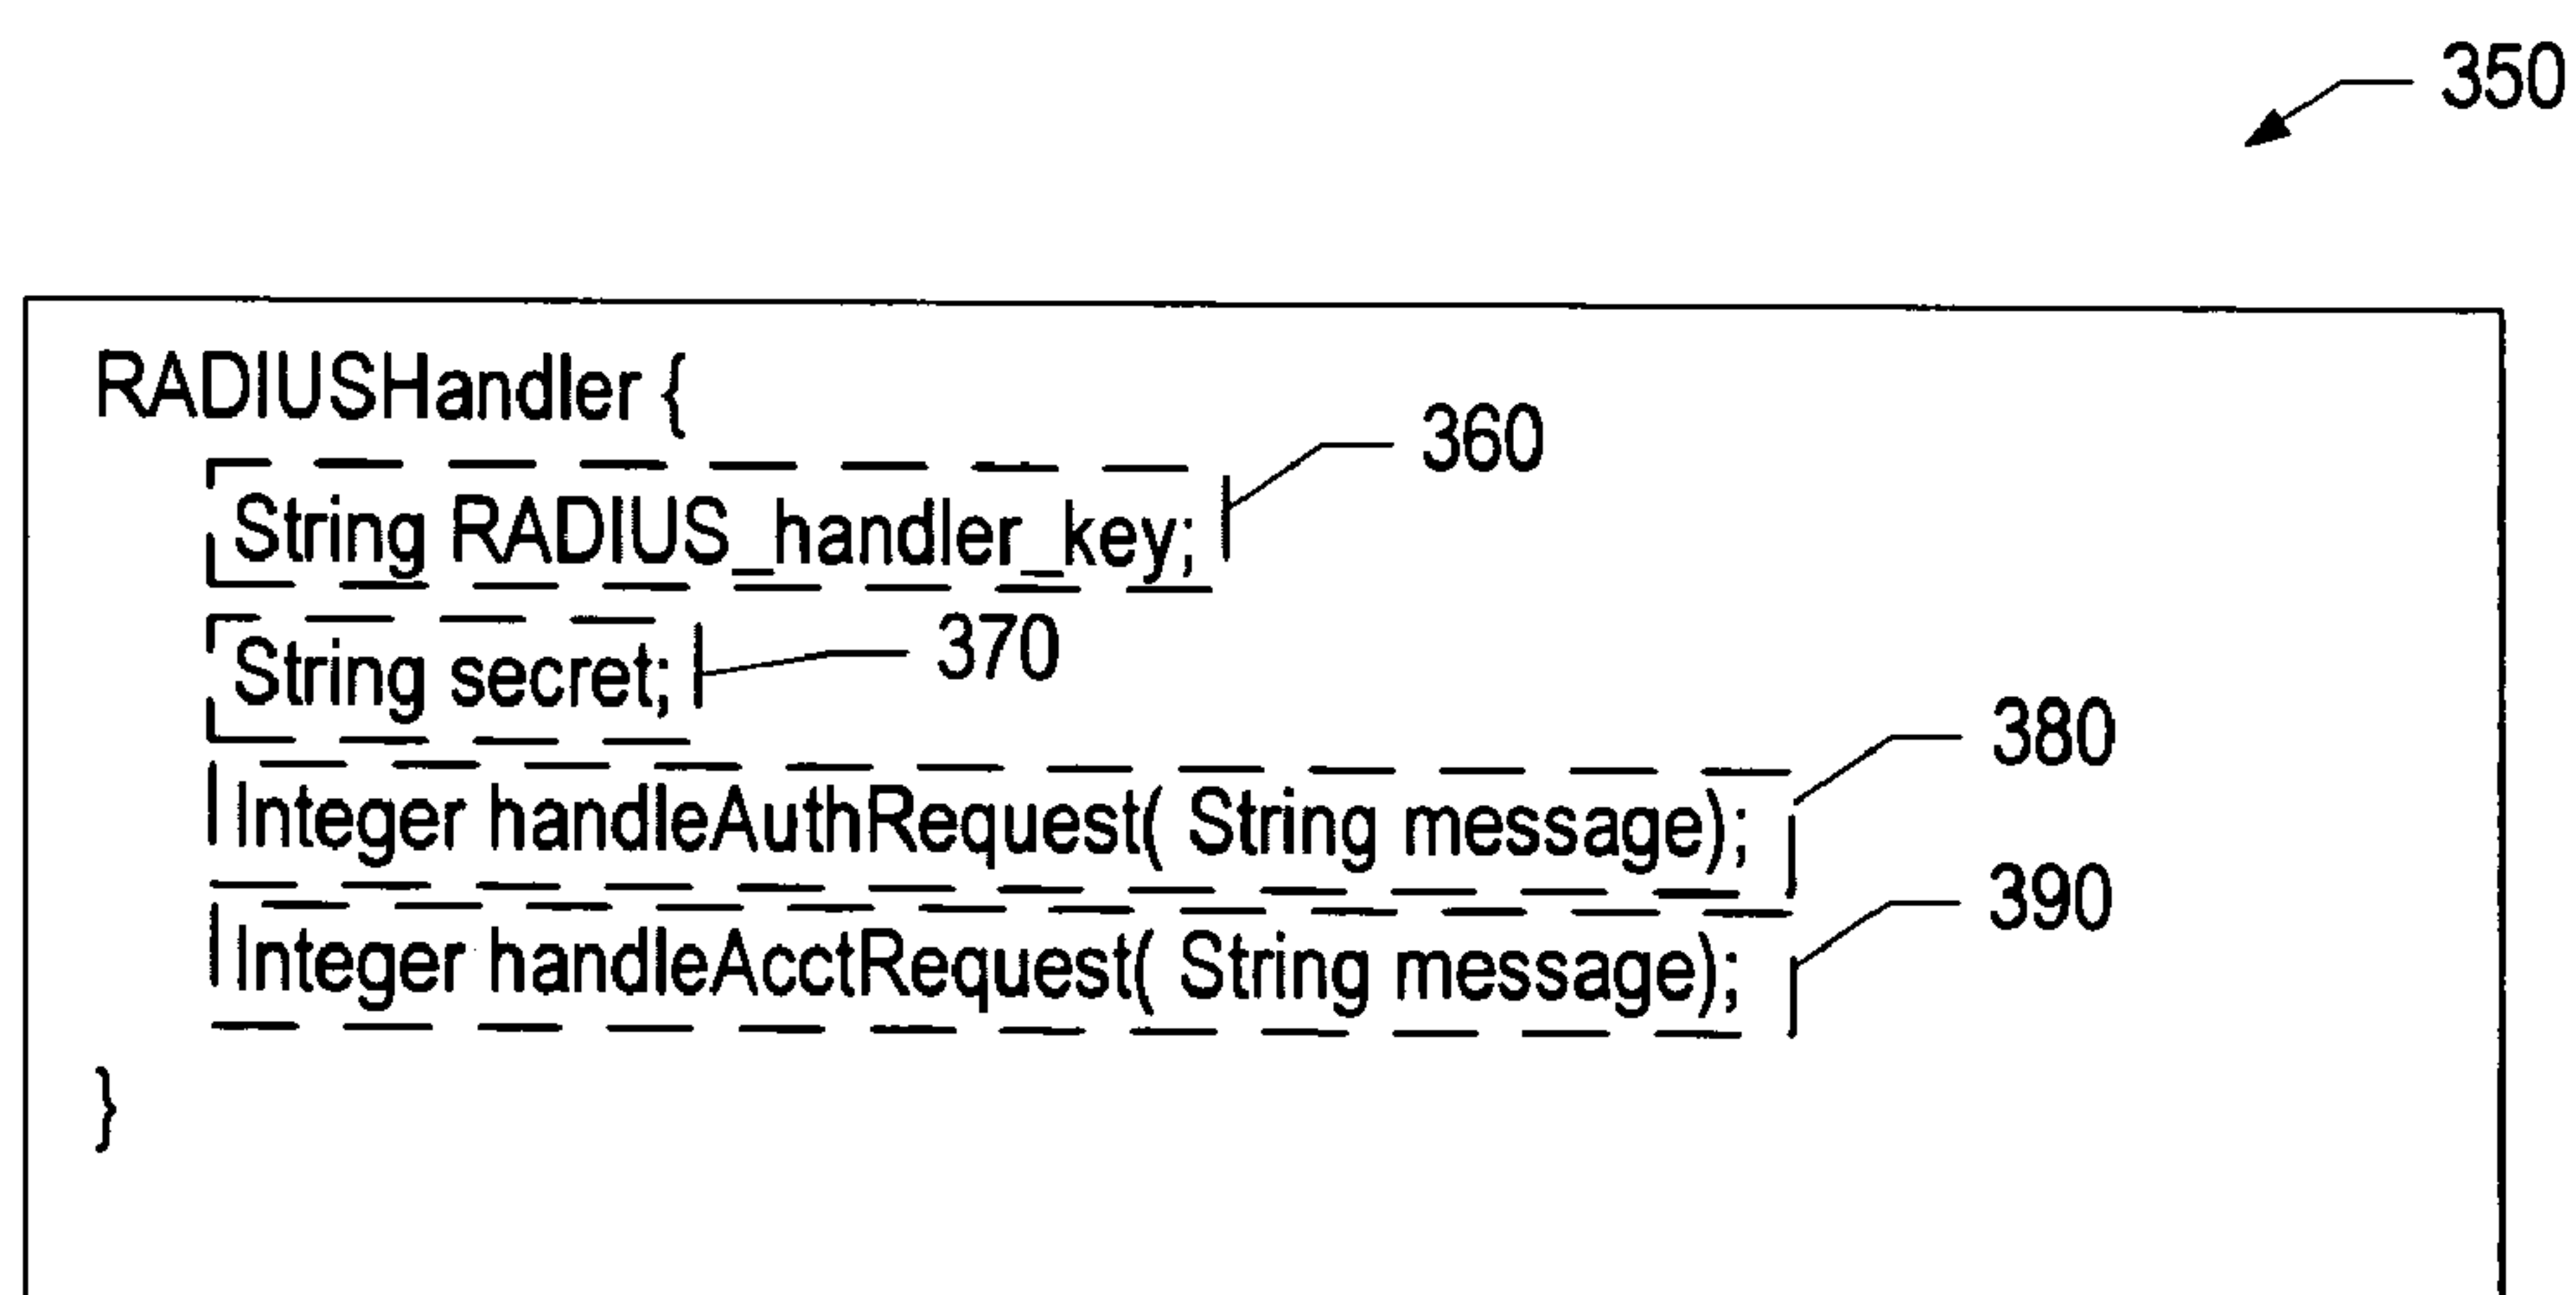 350
RADIUSHandler {
360
String RADIUS_handler_key;
370
String secret;
380
Integer handleAuthRequest( String message);
390
Integer handleAcctRequest( String message);
}